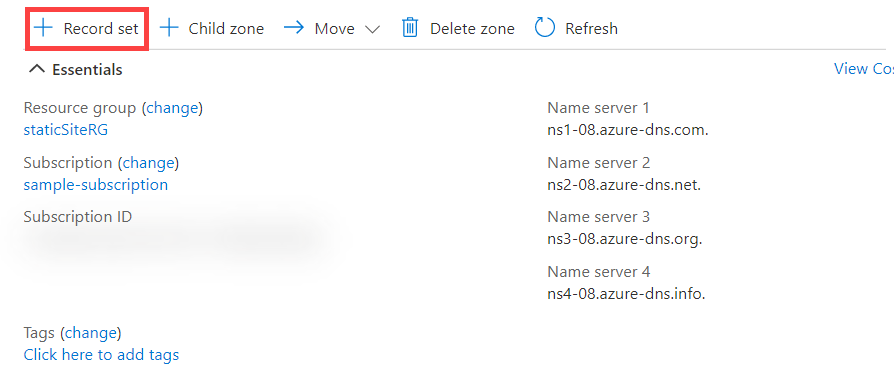 Record set Child zone Move Delete zone Refresh
Essentials
View Cos
Resource group (change)
staticSiteRG
Subscription (change)
sample-subscription
Subscription ID
Name server 1
ns1-08.azure-dns.com.
Name server 2
ns2-08.azure-dns.net.
Name server 3
ns3-08.azure-dns.org.
Name server 4
ns4-08.azure-dns.info.
Tags (change)
Click here to add tags